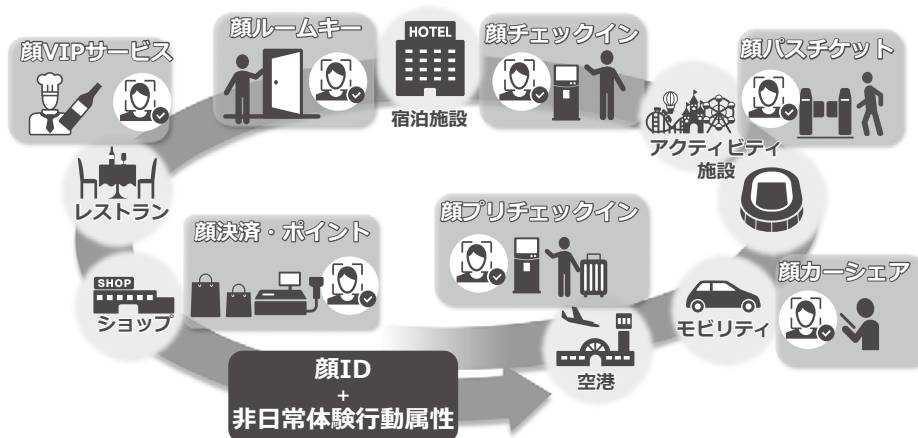 顔VIPサービス
顔ルームキー
HOTEL
宿泊施設
顔チェックイン
顔パスチケット
アクティビティ
施設
レストラン
顔決済・ポイント
顔プリチェックイン
SHOP
ショップ
顔カーシェア
モビリティ
空港
顔ID
+
非日常体験行動属性